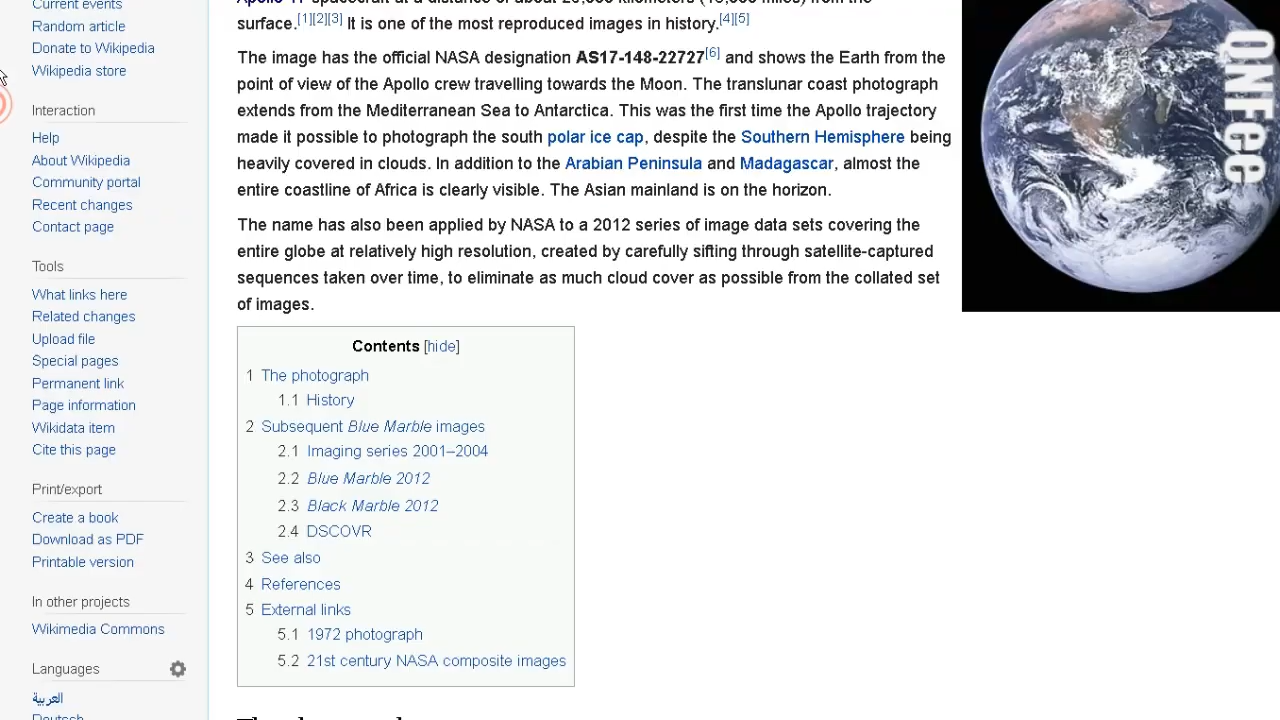 Current events
Random article
Donate to Wikipedia
Wikipedia store
Interaction
Help
About Wikipedia
Community portal
Recent changes
Contact page
Tools
What links here
Related changes
Upload file
Special pages
Permanent link
Page information
Wikidata item
Cite this page
Print/export
Create a book
Download as PDF
Printable version
In other projects
Wikimedia Commons
Languages
العربية
Deutsch
surface.[1][2][3] It is one of the most reproduced images in history.[4][5]
The image has the official NASA designation AS17-148-22727[6] and shows the Earth from the
point of view of the Apollo crew travelling towards the Moon. The translunar coast photograph
extends from the Mediterranean Sea to Antarctica. This was the first time the Apollo trajectory
made it possible to photograph the south polar ice cap, despite the Southern Hemisphere being
heavily covered in clouds. In addition to the Arabian Peninsula and Madagascar, almost the
entire coastline of Africa is clearly visible. The Asian mainland is on the horizon.
The name has also been applied by NASA to a 2012 series of image data sets covering the
entire globe at relatively high resolution, created by carefully sifting through satellite-captured
sequences taken over time, to eliminate as much cloud cover as possible from the collated set
of images.
Contents [hide]
1 The photograph
1.1 History
2 Subsequent Blue Marble images
2.1 Imaging series 2001–2004
2.2 Blue Marble 2012
2.3 Black Marble 2012
2.4 DSCOVR
3 See also
4 References
5 External links
5.1 1972 photograph
5.2 21st century NASA composite images
QNFee